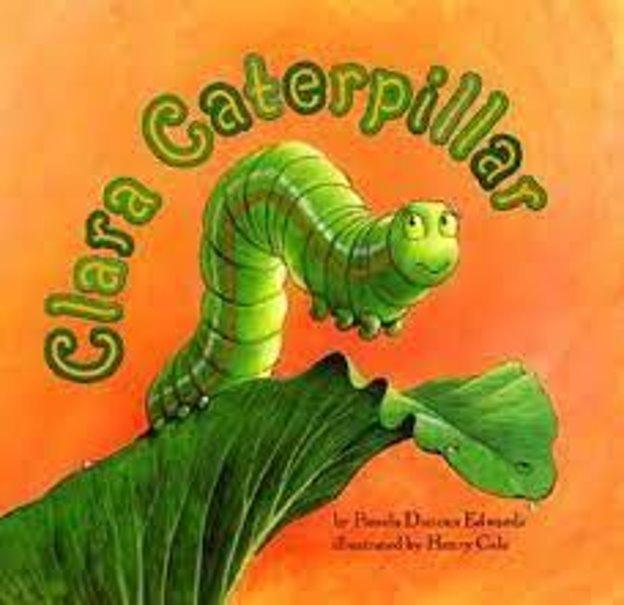 Clara Caterpillar
by Pamela Duncan Edwards
illustrated by Henry Cole